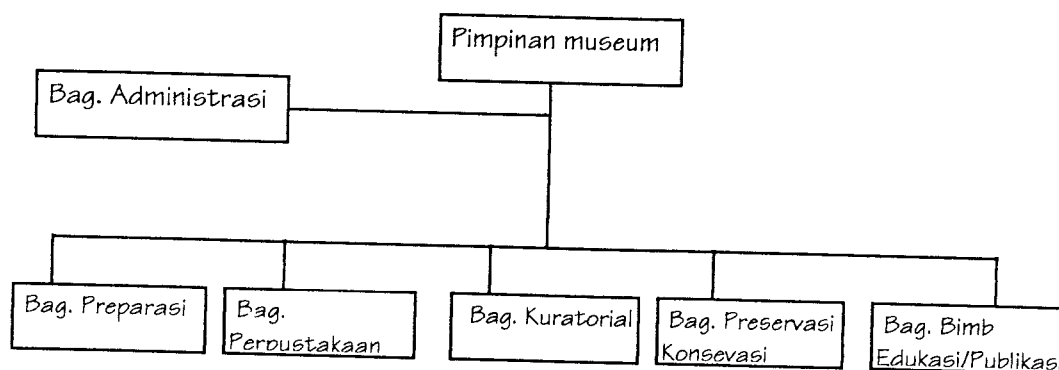 Pimpinan museum
Bag. Administrasi
Bag. Preparasi
Bag.
Perpustakaan
Bag. Kuratorial
Bag. Preservasi
Konsevasi
Bag. Bimb
Edukasi/Publikas